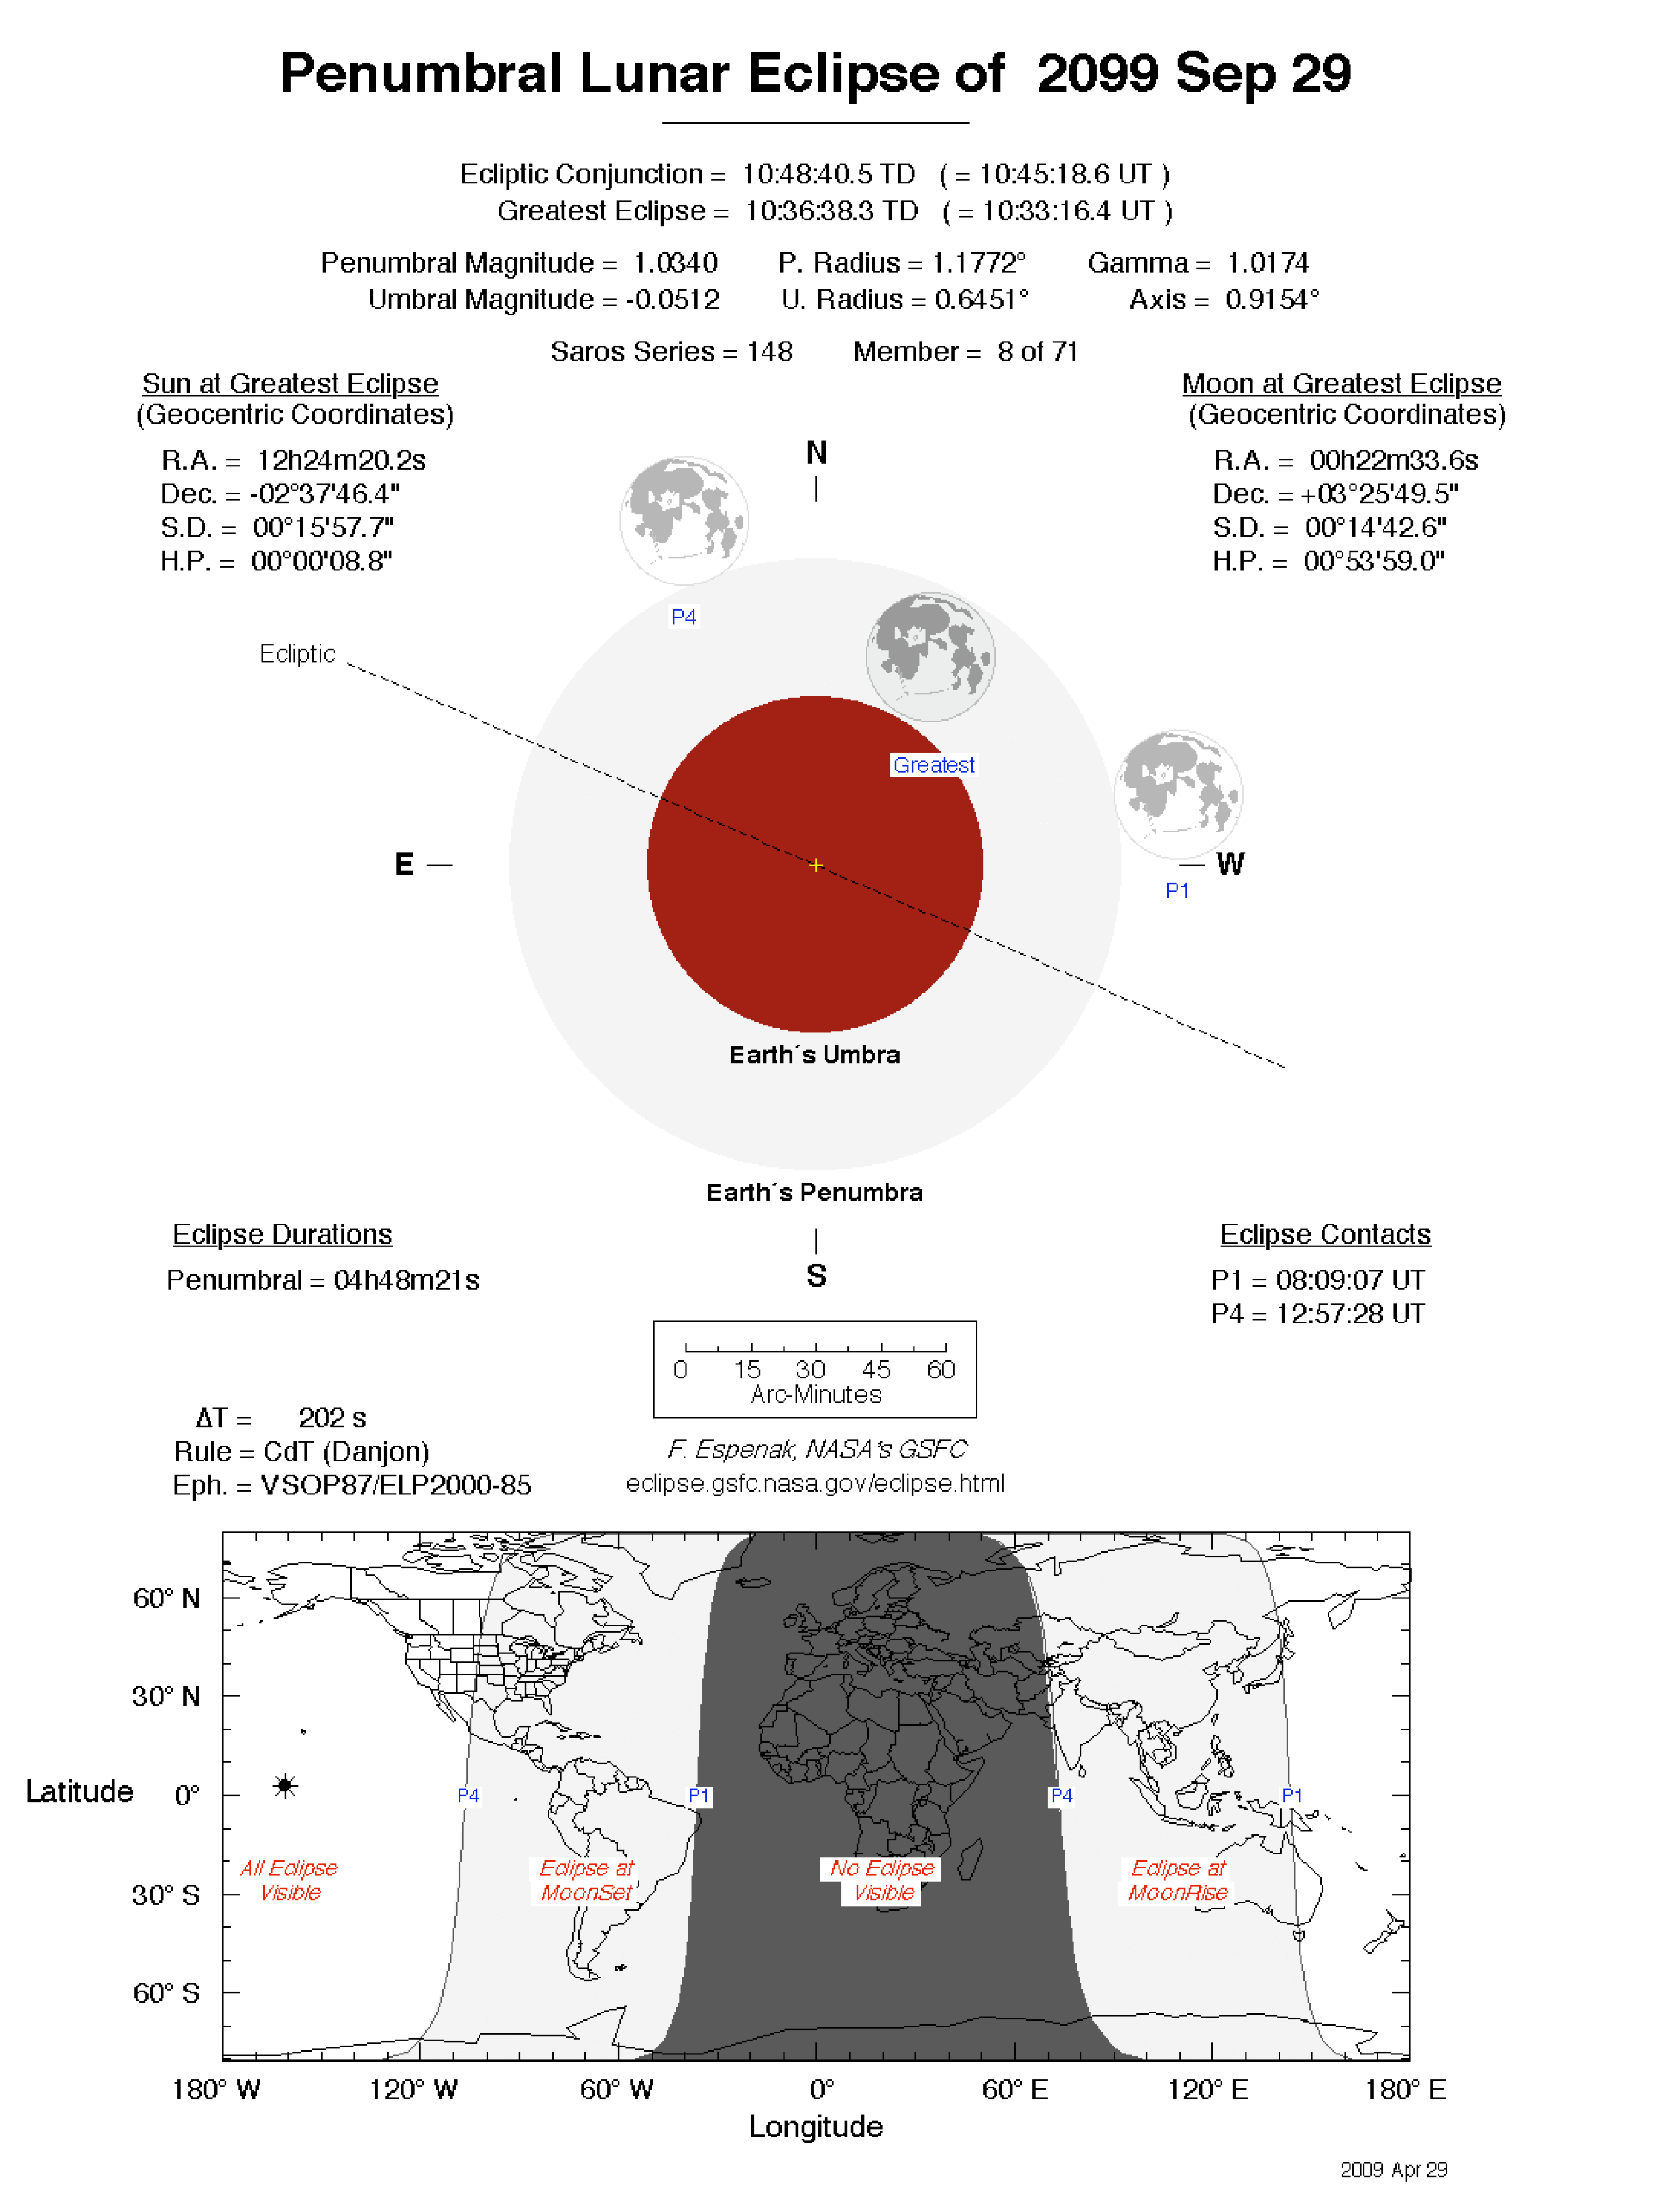 Penumbral Lunar Eclipse of 2099 Sep 29
Ecliptic Conjunction = 10:48:40.5 TD ( = 10:45:18.6 UT )
Greatest Eclipse = 10:36:38.3 TD ( = 10:33:16.4 UT )
Penumbral Magnitude = 1.0340 P. Radius = 1.1772° Gamma = 1.0174
Umbral Magnitude = -0.0512 U. Radius = 0.6451° Axis = 0.9154°
Saros Series = 148 Member = 8 of 71
Sun at Greatest Eclipse
(Geocentric Coordinates)
R.A. = 12h24m20.2s
Dec. = -02°37'46.4"
S.D. = 00°15'57.7"
H.P. = 00°00'08.8"
Moon at Greatest Eclipse
(Geocentric Coordinates)
R.A. = 00h22m33.6s
Dec. = +03°25'49.5"
S.D. = 00°14'42.6"
H.P. = 00°53'59.0"
N
P4
Ecliptic
Greatest
E
W
P1
Earth´s Umbra
Earth´s Penumbra
S
Eclipse Durations
Penumbral = 04h48m21s
Eclipse Contacts
P1 = 08:09:07 UT
P4 = 12:57:28 UT
0 15 30 45 60
Arc-Minutes
ΔT = 202 s
Rule = CdT (Danjon)
Eph. = VSOP87/ELP2000-85
F. Espenak, NASA's GSFC
eclipse.gsfc.nasa.gov/eclipse.html
60° N
30° N
Latitude 0°
30° S
60° S
P4 P1 P4 P1
All Eclipse
Visible
Eclipse at
MoonSet
No Eclipse
Visible
Eclipse at
MoonRise
180° W 120° W 60° W 0° 60° E 120° E 180° E
Longitude
2009 Apr 29